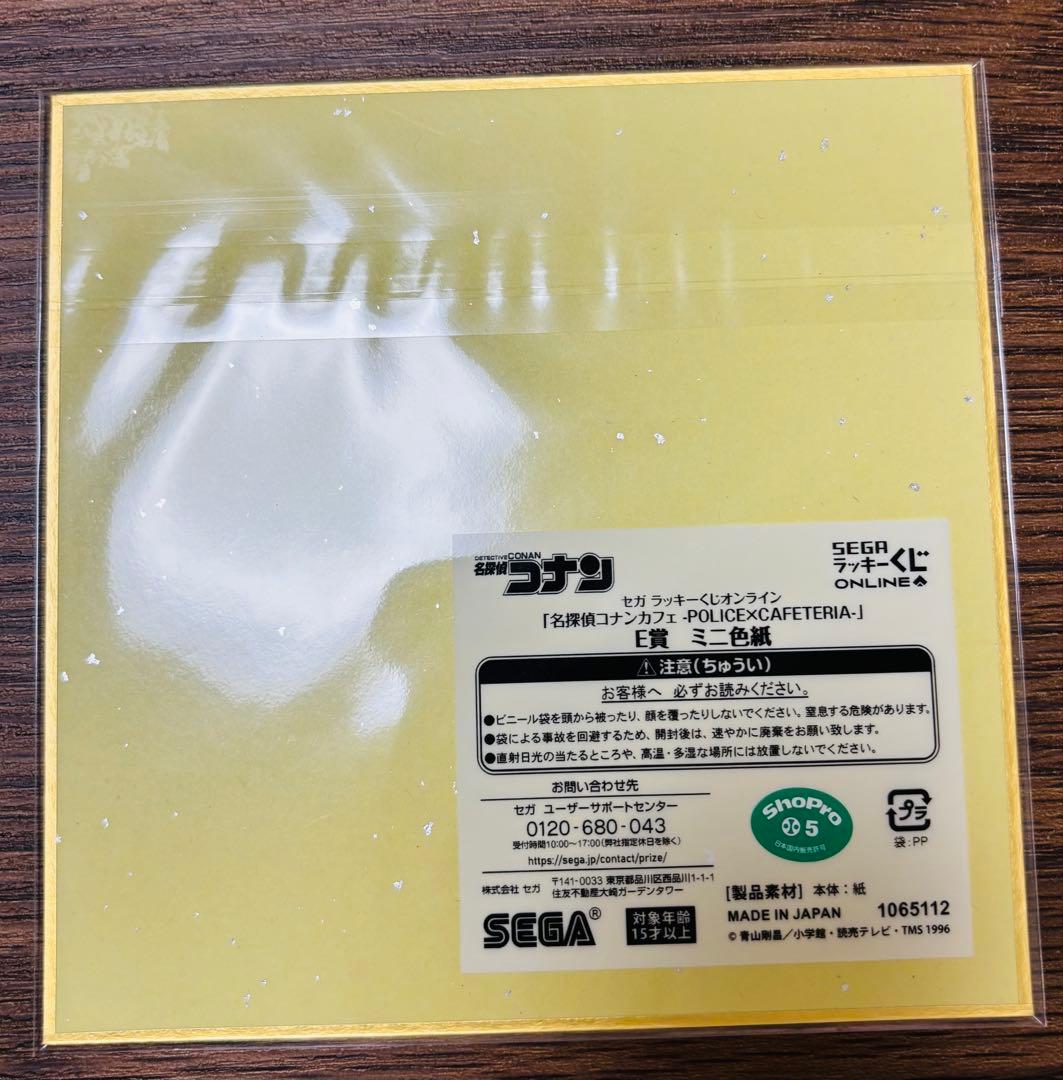 DETECTIVE CONAN
名探偵コナン
SEGA
ラッキーくじ
ONLINE
セガ ラッキーくじオンライン
「名探偵コナンカフェ -POLICE×CAFETERIA-」
E賞 ミニ色紙
注意(ちゅうい)
お客様へ 必ずお読みください。
●ビニール袋を頭から被ったり、顔を覆ったりしないでください。窒息する危険があります。
●袋による事故を回避するため、開封後は、速やかに廃棄をお願い致します。
●直射日光の当たるところや、高温・多湿な場所には放置しないでください。
お問い合わせ先
セガ ユーザーサポートセンター
0120-680-043
受付時間10:00〜17:00(弊社指定休日を除く)
https://sega.jp/contact/prize/
株式会社 セガ
〒141-0033 東京都品川区西品川1-1-1
住友不動産大崎ガーデンタワー
SEGA®
対象年齢
15才以上
ShoPro
5
日本国内販売許可
プラ
袋:PP
[製品素材] 本体:紙
MADE IN JAPAN 1065112
© 青山剛昌/小学館・読売テレビ・TMS 1996